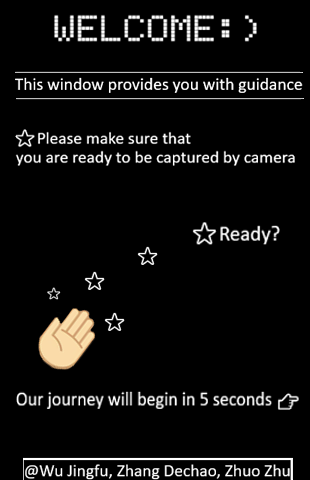 WELCOME:)
This window provides you with guidance
☆Please make sure that
you are ready to be captured by camera
☆Ready?
Our journey will begin in 5 seconds
@Wu Jingfu, Zhang Dechao, Zhuo Zhu